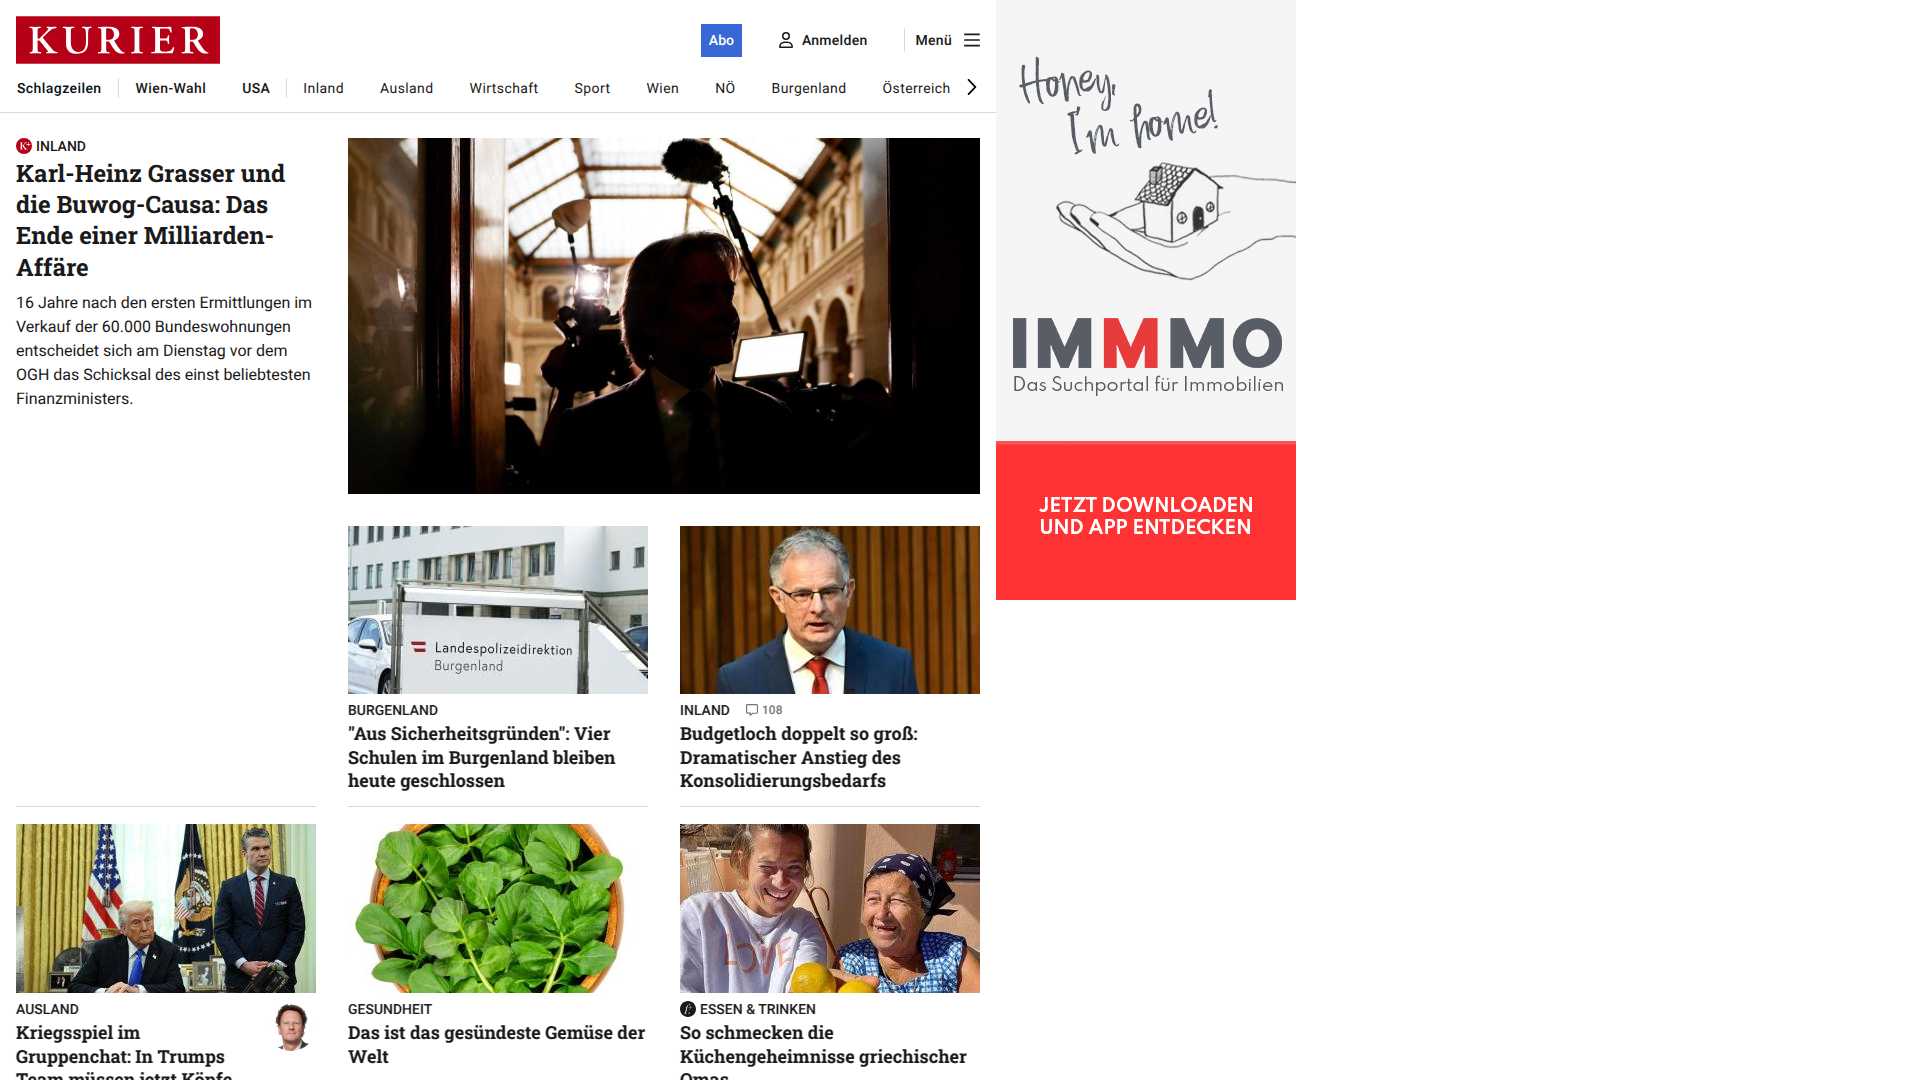 KURIER
Abo
Anmelden
Menü
Schlagzeilen
Wien-Wahl
USA
Inland
Ausland
Wirtschaft
Sport
Wien
NÖ
Burgenland
Österreich
K+ INLAND
Karl-Heinz Grasser und
die Buwog-Causa: Das
Ende einer Milliarden-
Affäre
16 Jahre nach den ersten Ermittlungen im
Verkauf der 60.000 Bundeswohnungen
entscheidet sich am Dienstag vor dem
OGH das Schicksal des einst beliebtesten
Finanzministers.
Landespolizeidirektion
Burgenland
BURGENLAND
"Aus Sicherheitsgründen": Vier
Schulen im Burgenland bleiben
heute geschlossen
INLAND 108
Budgetloch doppelt so groß:
Dramatischer Anstieg des
Konsolidierungsbedarfs
AUSLAND
Kriegsspiel im
Gruppenchat: In Trumps
Team müssen jetzt Köpfe
GESUNDHEIT
Das ist das gesündeste Gemüse der
Welt
LOVE
ESSEN & TRINKEN
So schmecken die
Küchengeheimnisse griechischer
Omas
Honey,
I'm home!
IMMMO
Das Suchportal für Immobilien
JETZT DOWNLOADEN
UND APP ENTDECKEN